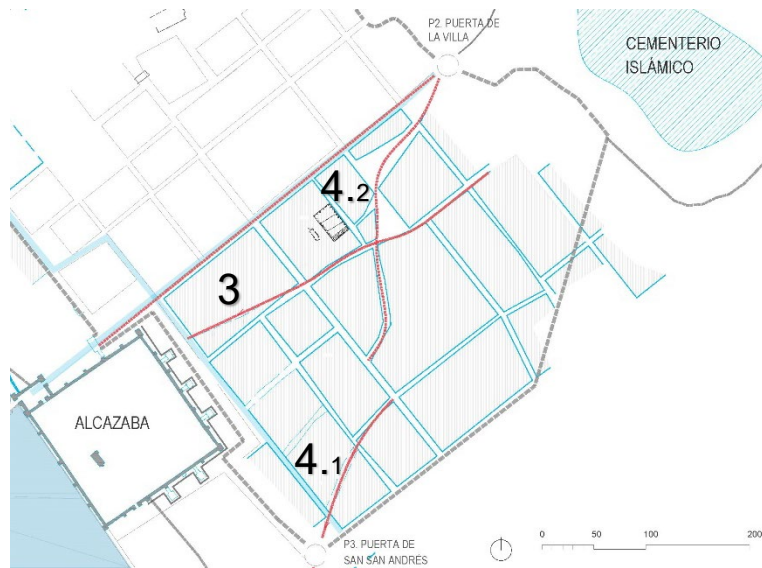 P2. PUERTA DE
LA VILLA
CEMENTERIO
ISLÁMICO
4.2
3
ALCAZABA
4.1
P3. PUERTA DE
SAN SAN ANDRÉS
0 50 100 200